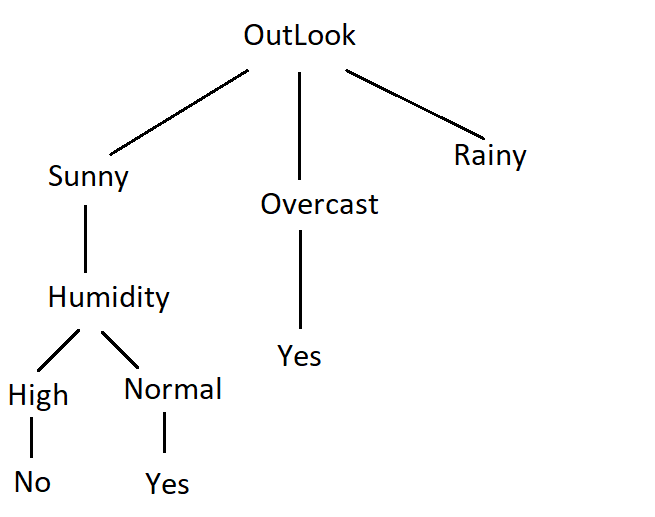 OutLook
Sunny
Overcast
Rainy
Humidity
Yes
High
Normal
No
Yes